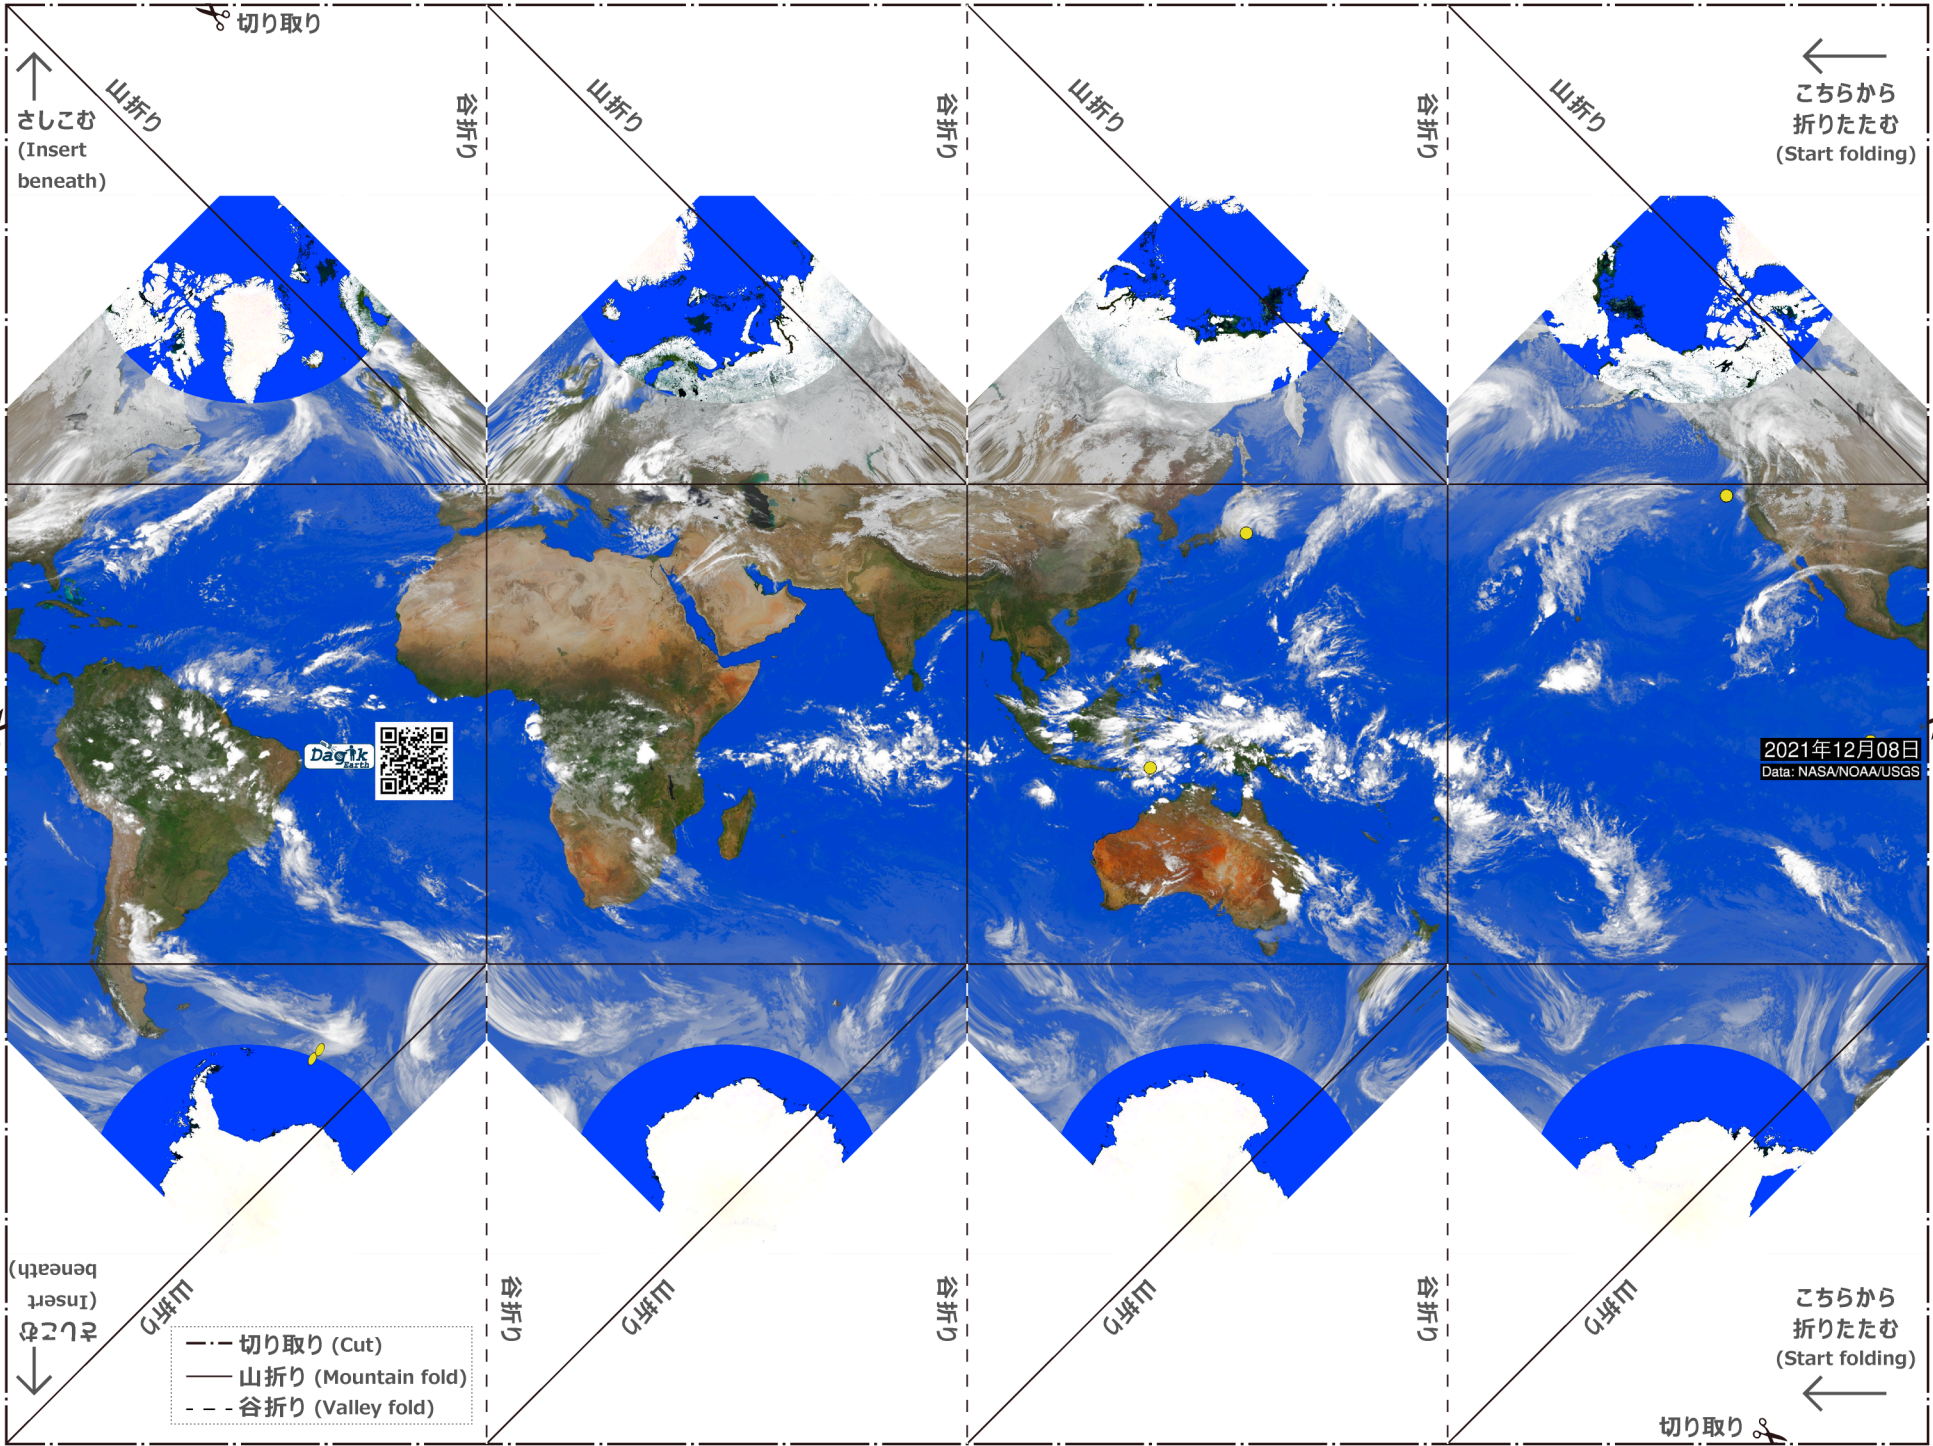 切り取り
山折り
谷折り
山折り
谷折り
山折り
谷折り
山折り
さしこむ
(Insert
beneath)
こちらから
折りたたむ
(Start folding)
Dagik
Earth
2021年12月08日
Data: NASA/NOAA/USGS
さしこむ
(Insert
beneath)
山折り
谷折り
山折り
谷折り
山折り
谷折り
山折り
こちらから
折りたたむ
(Start folding)
切り取り (Cut)
山折り (Mountain fold)
谷折り (Valley fold)
切り取り